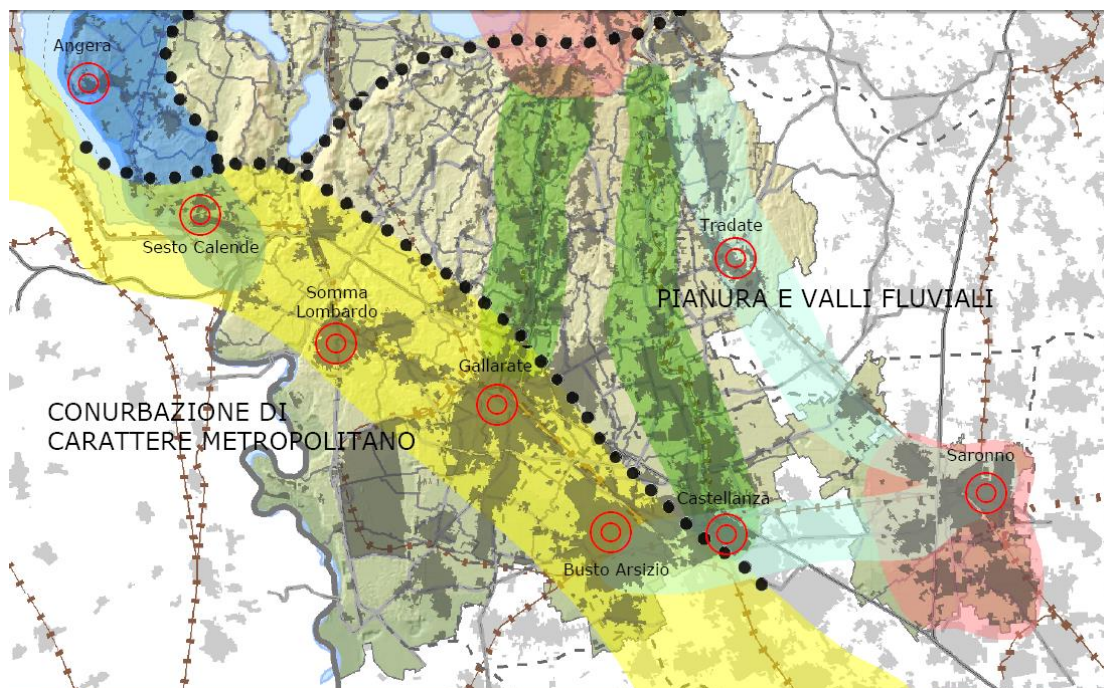 Angera
Sesto Calende
Tradate
Somma
Lombardo
PIANURA E VALLI FLUVIALI
Gallarate
CONURBAZIONE DI
CARATTERE METROPOLITANO
Saronno
Castellanza
Busto Arsizio